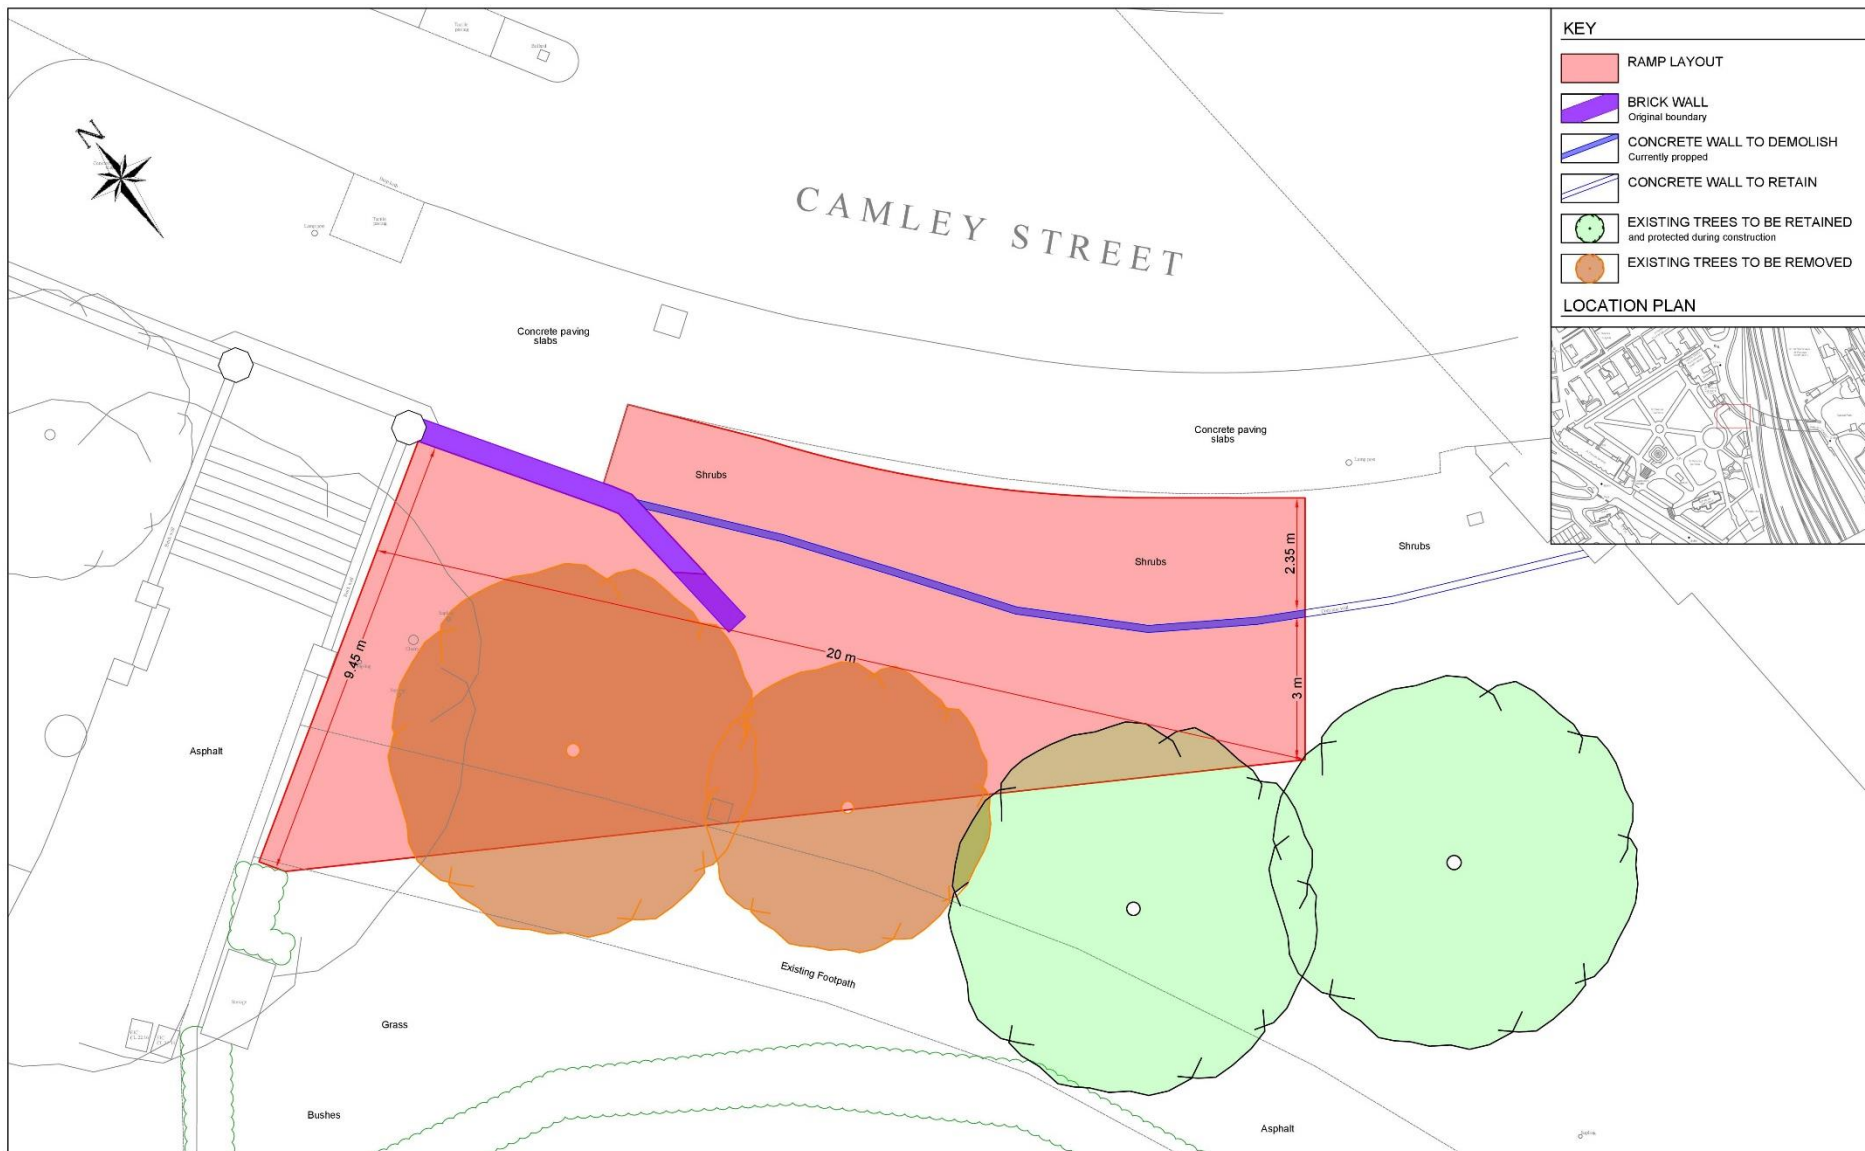 KEY
RAMP LAYOUT
BRICK WALL
Original boundary
CONCRETE WALL TO DEMOLISH
Currently propped
CONCRETE WALL TO RETAIN
EXISTING TREES TO BE RETAINED
and protected during construction
EXISTING TREES TO BE REMOVED
LOCATION PLAN
N
CAMLEY STREET
Concrete paving
slabs
Concrete paving
slabs
Shrubs
Shrubs
Shrubs
2.35 m
3 m
20 m
9.45 m
Asphalt
Existing Footpath
Grass
Bushes
Asphalt